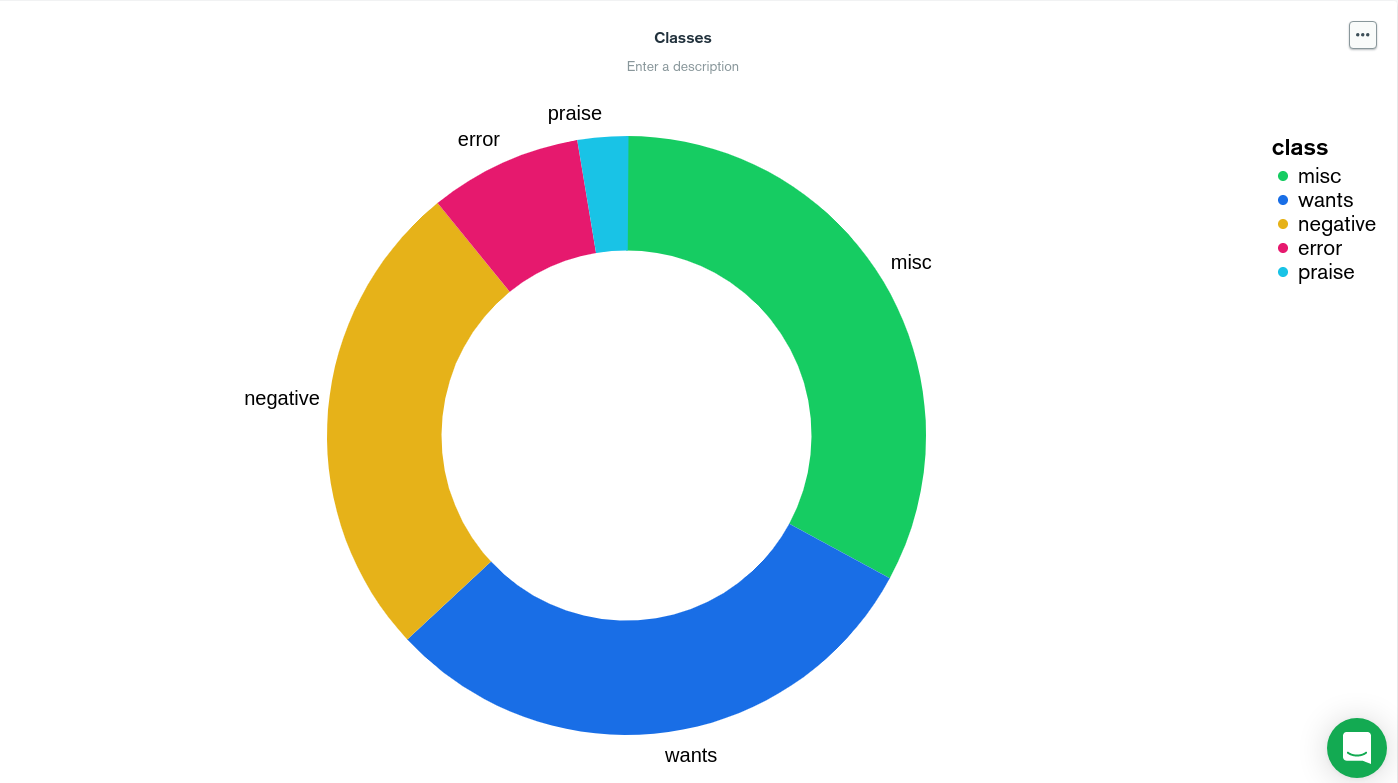 Classes
Enter a description
praise
error
misc
negative
wants
class
misc
wants
negative
error
praise